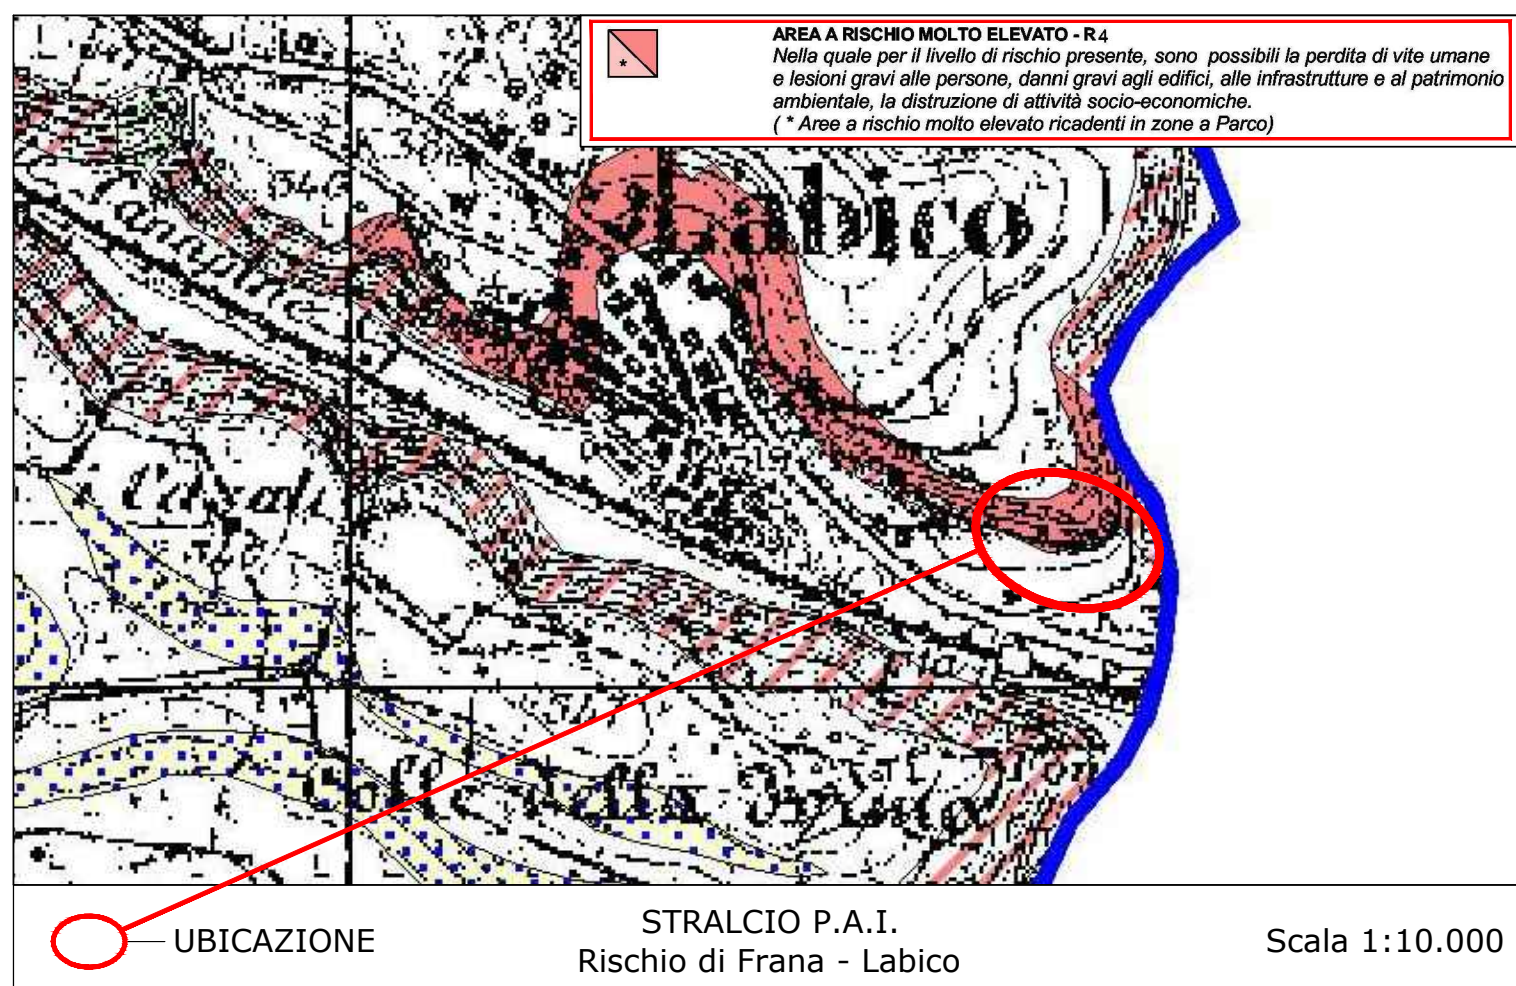 AREA A RISCHIO MOLTO ELEVATO - R4
Nella quale per il livello di rischio presente, sono possibili la perdita di vite umane
e lesioni gravi alle persone, danni gravi agli edifici, alle infrastrutture e al patrimonio
ambientale, la distruzione di attività socio-economiche.
( * Aree a rischio molto elevato ricadenti in zone a Parco)
*
Labico
Casali
UBICAZIONE
STRALCIO P.A.I.
Rischio di Frana - Labico
Scala 1:10.000